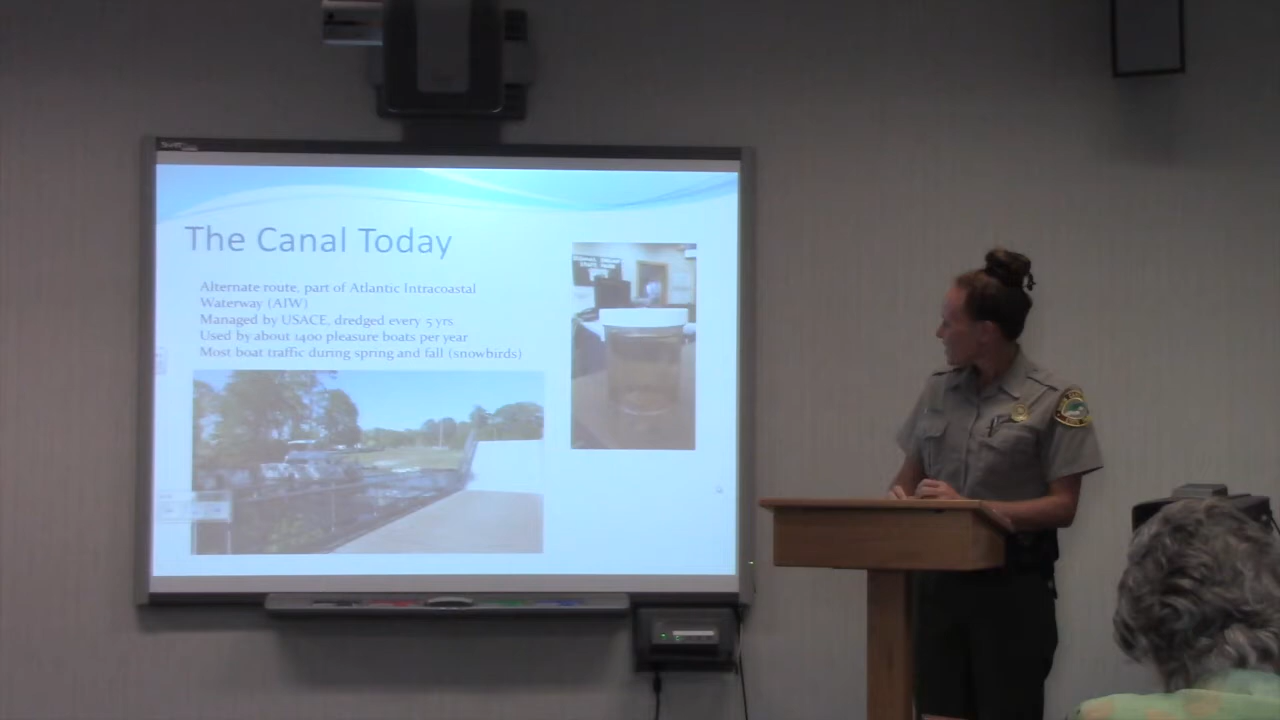 The Canal Today
Alternate route, part of Atlantic Intracoastal
Waterway (AIW)
Managed by USACE, dredged every 5 yrs
Used by about 1400 pleasure boats per year
Most boat traffic during spring and fall (snowbirds)